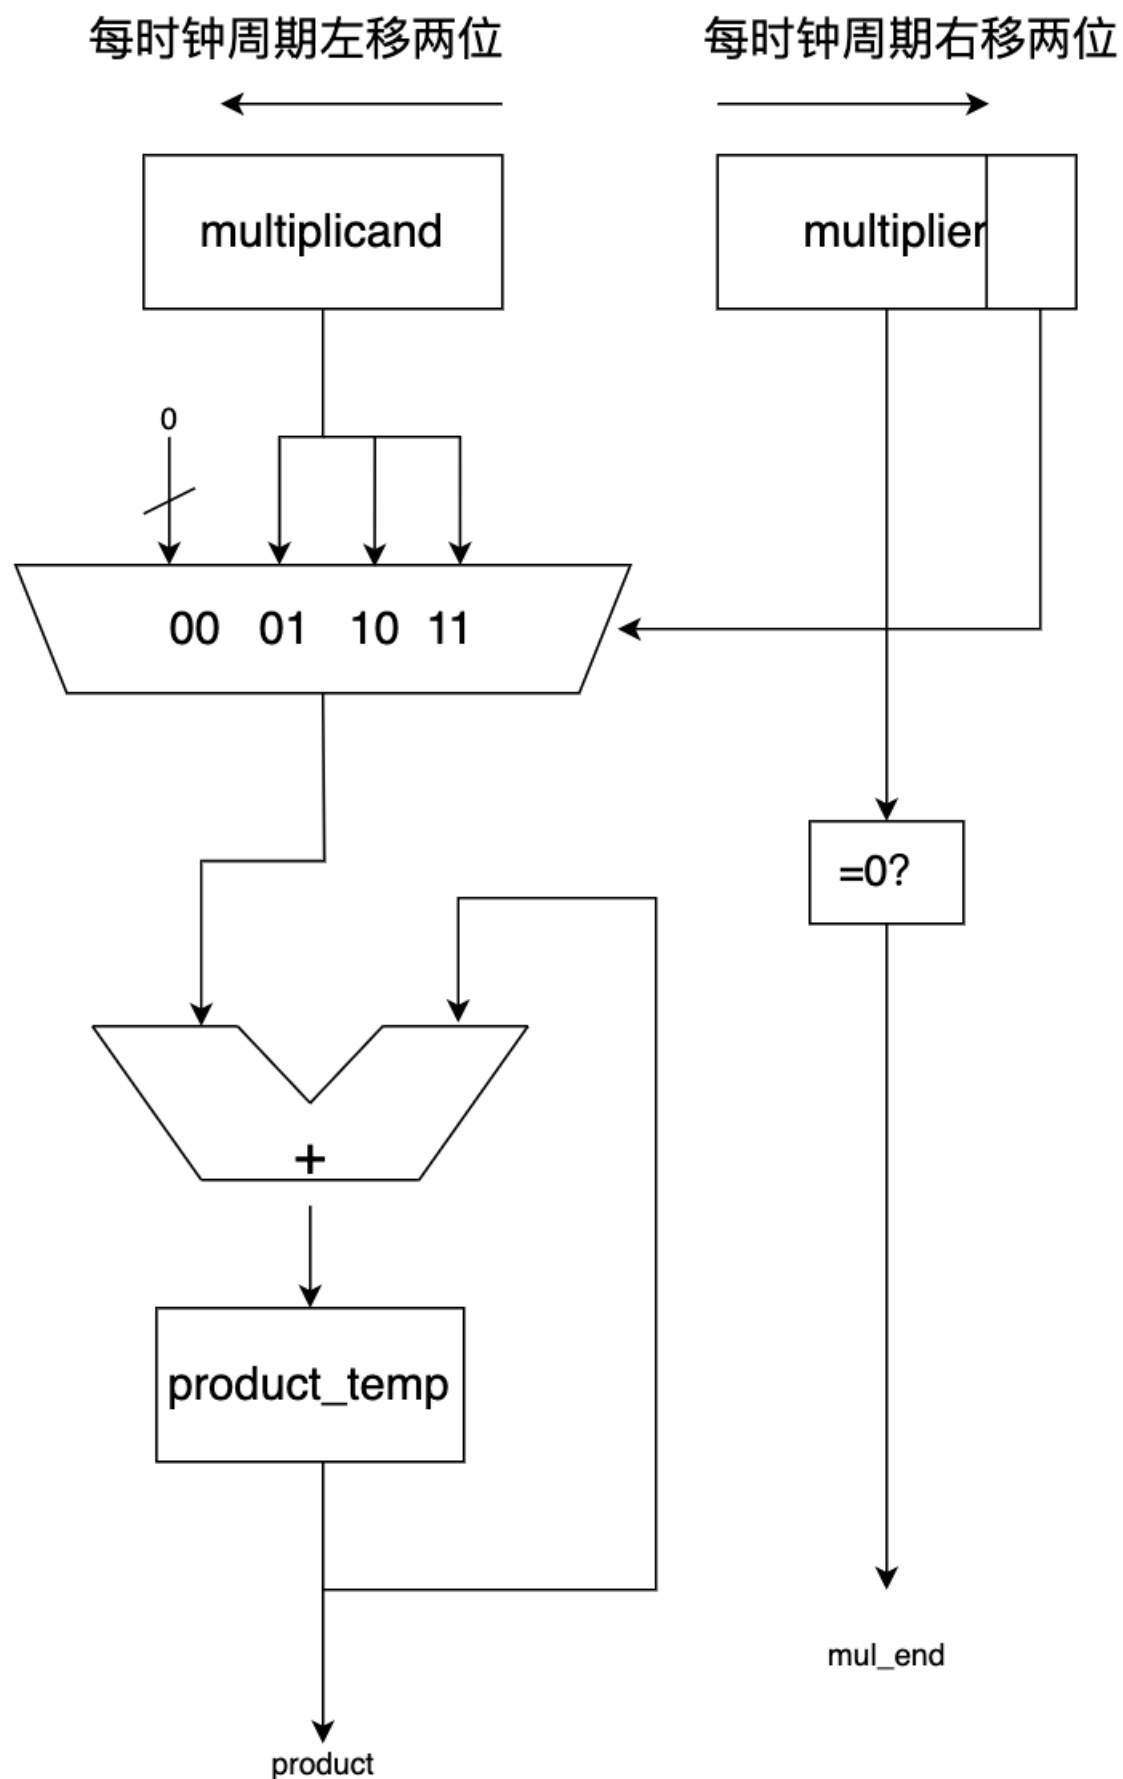 每时钟周期左移两位
每时钟周期右移两位
multiplicand
multiplier
0
00 01 10 11
=0?
+
product_temp
mul_end
product